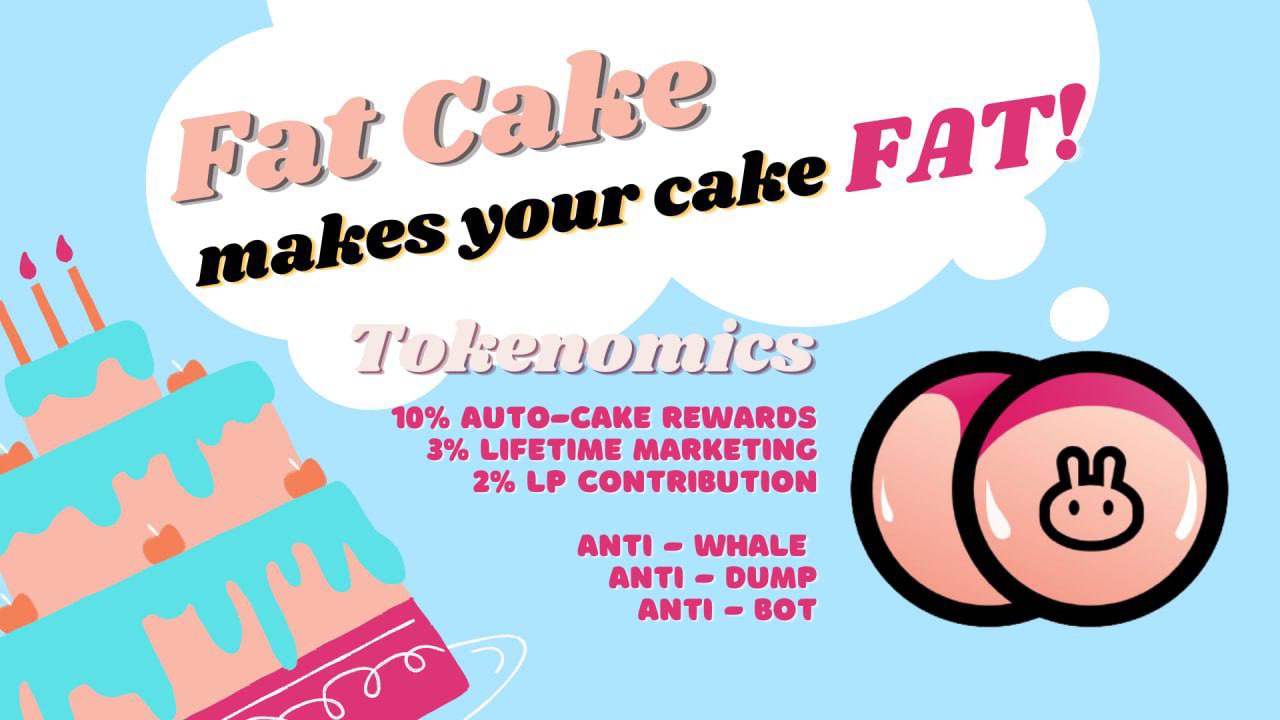 Fat Cake
makes your cake FAT!
Tokenomics
10% AUTO-CAKE REWARDS
3% LIFETIME MARKETING
2% LP CONTRIBUTION
ANTI - WHALE
ANTI - DUMP
ANTI - BOT